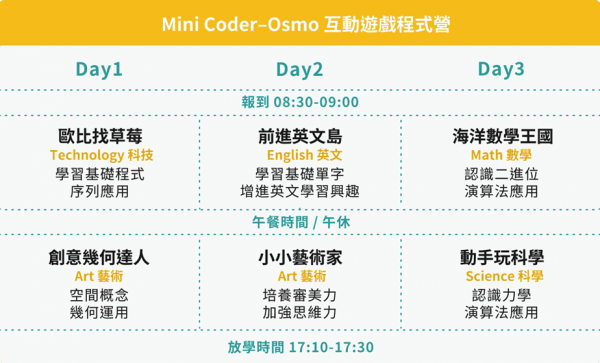 Mini Coder–Osmo 互動遊戲程式營
Day1
Day2
Day3
報到 08:30-09:00
歐比找草莓
Technology 科技
學習基礎程式
序列應用
前進英文島
English 英文
學習基礎單字
增進英文學習興趣
海洋數學王國
Math 數學
認識二進位
演算法應用
午餐時間 / 午休
創意幾何達人
Art 藝術
空間概念
幾何運用
小小藝術家
Art 藝術
培養審美力
加強思維力
動手玩科學
Science 科學
認識力學
演算法應用
放學時間 17:10-17:30